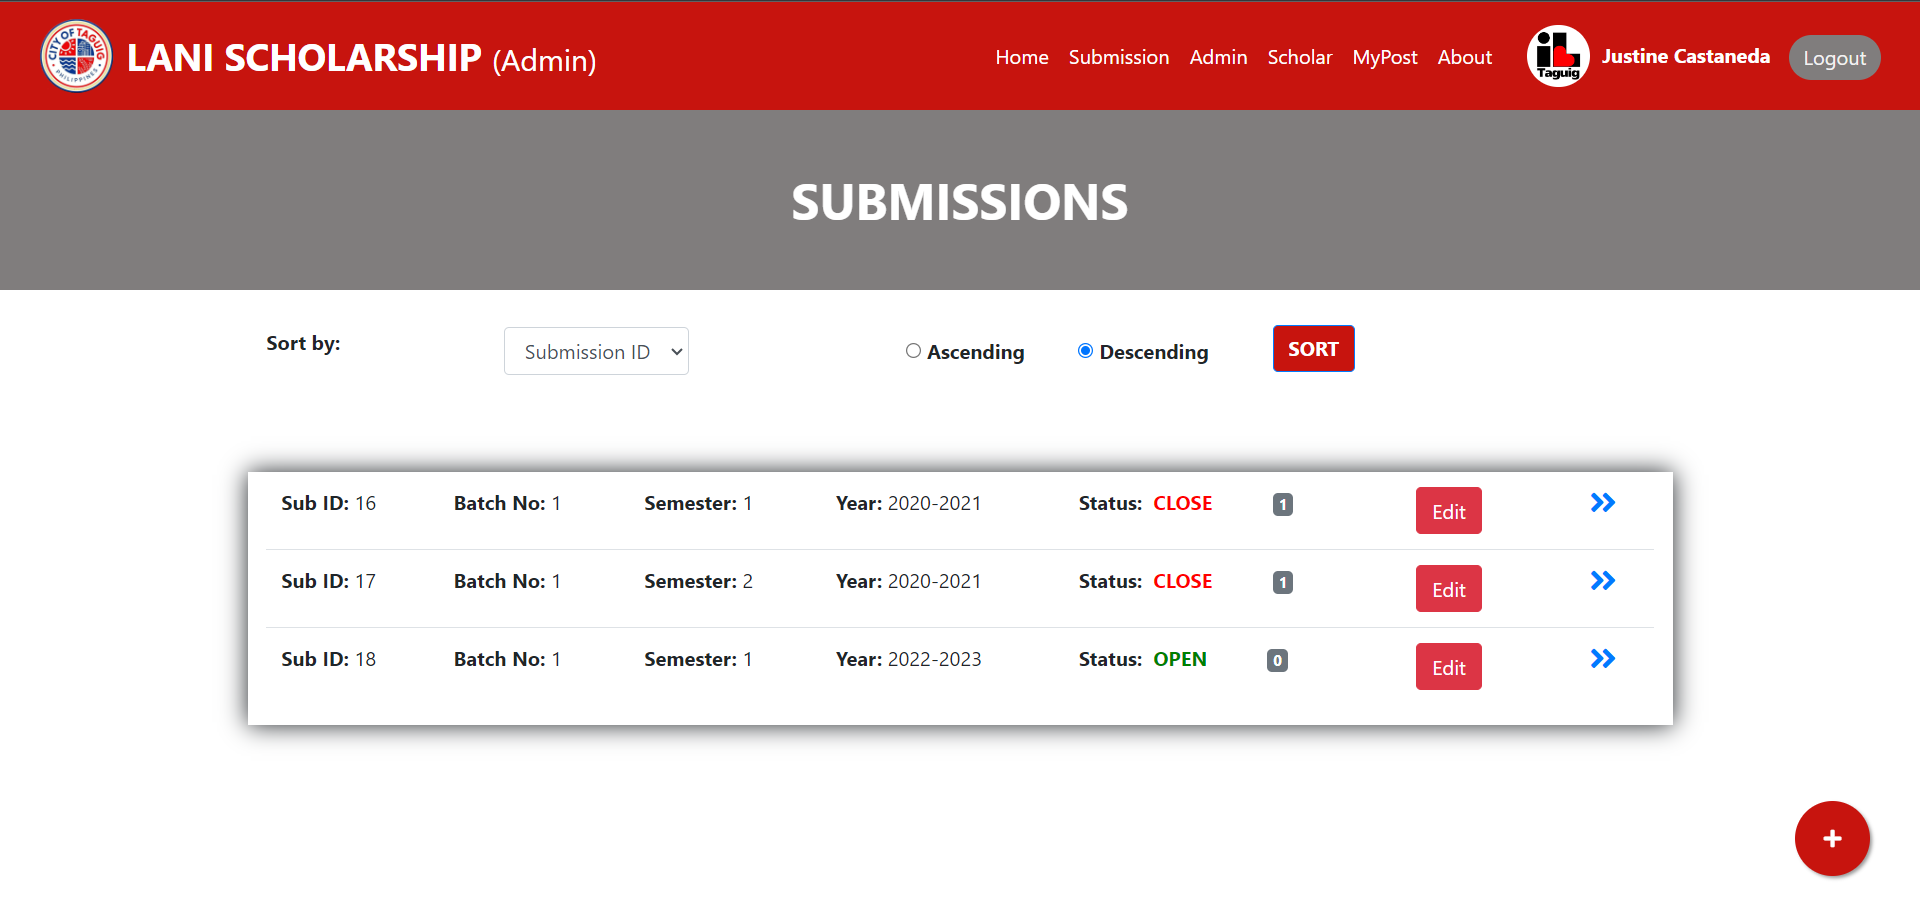 CITY OF TAGUIG
PHILIPPINES
LANI SCHOLARSHIP (Admin)
Home Submission Admin Scholar MyPost About
iL
Taguig
Justine Castaneda
Logout
SUBMISSIONS
Sort by:
Submission ID
Ascending
Descending
SORT
Sub ID: 16 Batch No: 1 Semester: 1 Year: 2020-2021 Status: CLOSE 1 Edit
Sub ID: 17 Batch No: 1 Semester: 2 Year: 2020-2021 Status: CLOSE 1 Edit
Sub ID: 18 Batch No: 1 Semester: 1 Year: 2022-2023 Status: OPEN 0 Edit
+